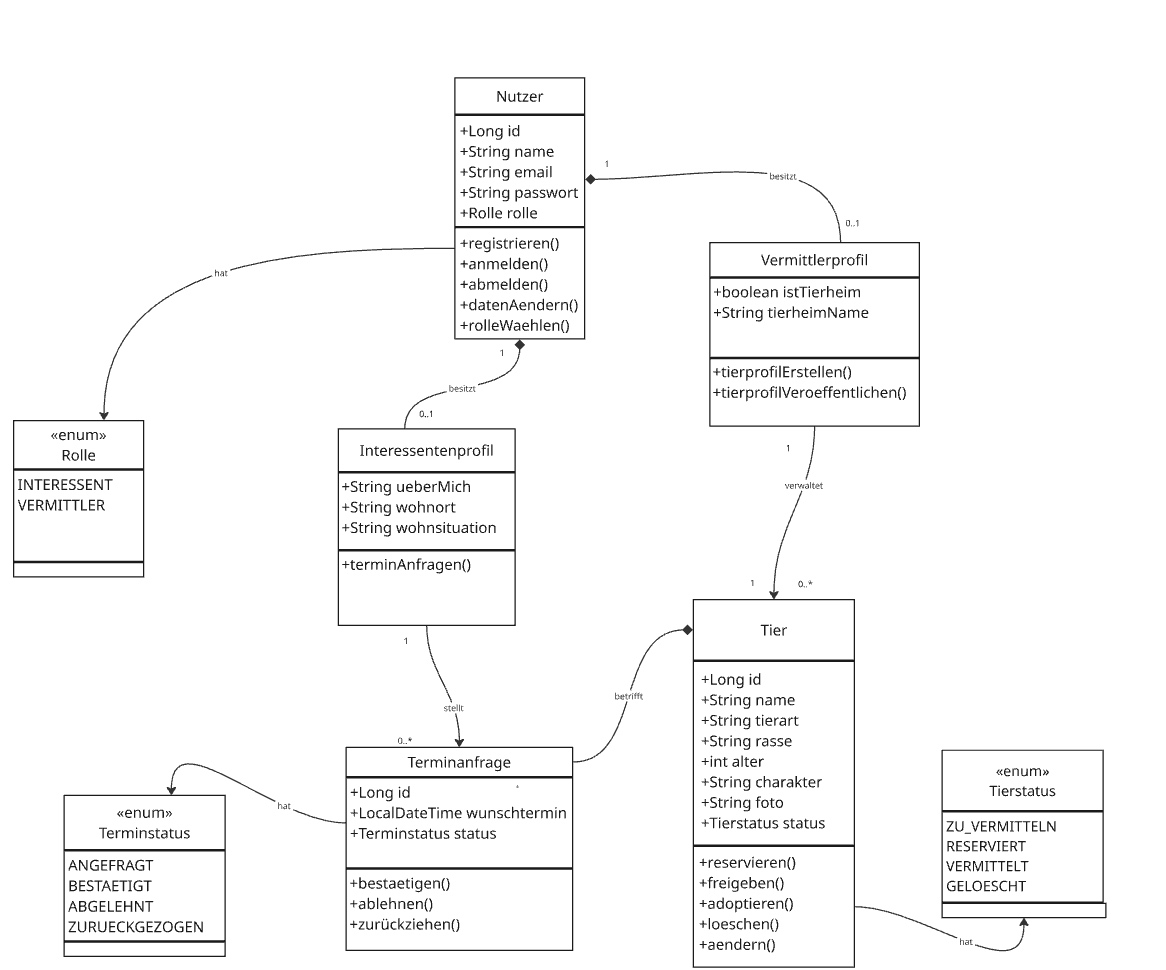 Nutzer
+Long id
+String name
+String email
+String passwort
+Rolle rolle
+registrieren()
+anmelden()
+abmelden()
+datenAendern()
+rolleWaehlen()
1
besitzt
0..1
Vermittlerprofil
+boolean istTierheim
+String tierheimName
+tierprofilErstellen()
+tierprofilVeroeffentlichen()
hat
1
besitzt
0..1
«enum»
Rolle
INTERESSENT
VERMITTLER
Interessentenprofil
+String ueberMich
+String wohnort
+String wohnsituation
+terminAnfragen()
1
verwaltet
1
0..*
1
stellt
0..*
betrifft
Tier
+Long id
+String name
+String tierart
+String rasse
+int alter
+String charakter
+String foto
+Tierstatus status
+reservieren()
+freigeben()
+adoptieren()
+loeschen()
+aendern()
Terminanfrage
+Long id
+LocalDateTime wunschtermin
+Terminstatus status
+bestaetigen()
+ablehnen()
+zurückziehen()
hat
«enum»
Terminstatus
ANGEFRAGT
BESTAETIGT
ABGELEHNT
ZURUECKGEZOGEN
«enum»
Tierstatus
ZU_VERMITTELN
RESERVIERT
VERMITTELT
GELOESCHT
hat